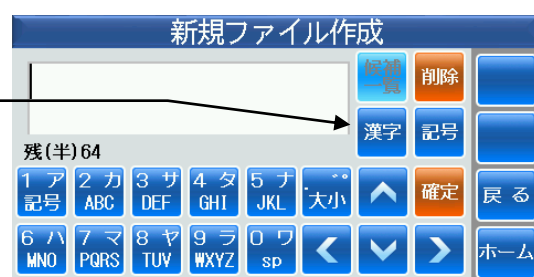 新規ファイル作成
候補
一覧
削除
漢字
記号
残(半)64
1 ア
記号
2 カ
ABC
3 サ
DEF
4 タ
GHI
5 ナ
JKL
゛゜
大小
確定
戻る
6 ハ
MNO
7 マ
PQRS
8 ヤ
TUV
9 ラ
WXYZ
0 ワ
sp
ホーム